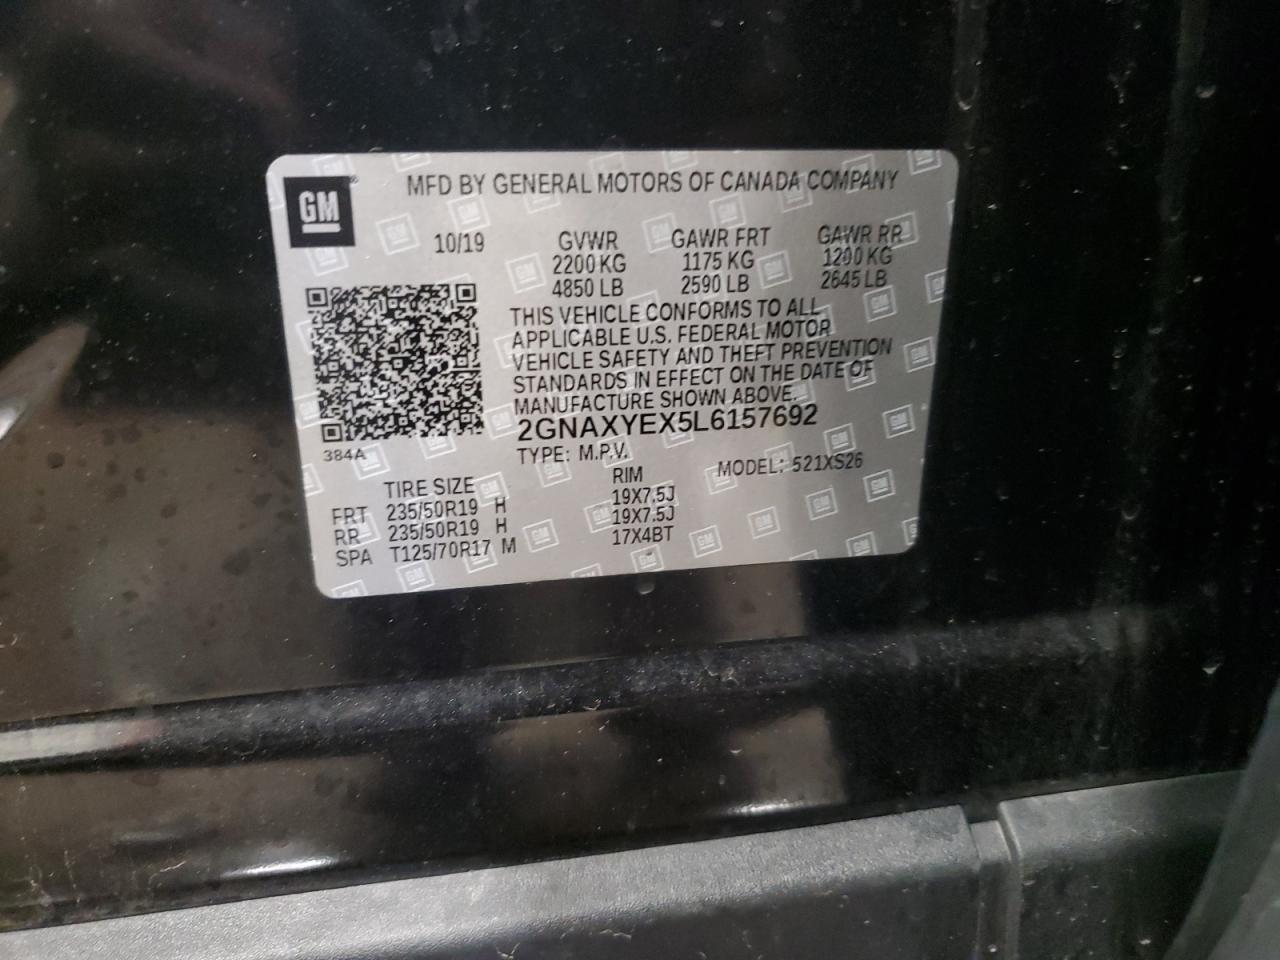 GM®
MFD BY GENERAL MOTORS OF CANADA COMPANY
10/19 GVWR GAWR FRT GAWR RR
2200 KG 1175 KG 1200 KG
4850 LB 2590 LB 2645 LB
THIS VEHICLE CONFORMS TO ALL
APPLICABLE U.S. FEDERAL MOTOR
VEHICLE SAFETY AND THEFT PREVENTION
STANDARDS IN EFFECT ON THE DATE OF
MANUFACTURE SHOWN ABOVE.
2GNAXYEX5L6157692
384A
TYPE: M.P.V. MODEL: 521XS26
TIRE SIZE RIM
FRT 235/50R19 H 19X7.5J
RR 235/50R19 H 19X7.5J
SPA T125/70R17 M 17X4BT